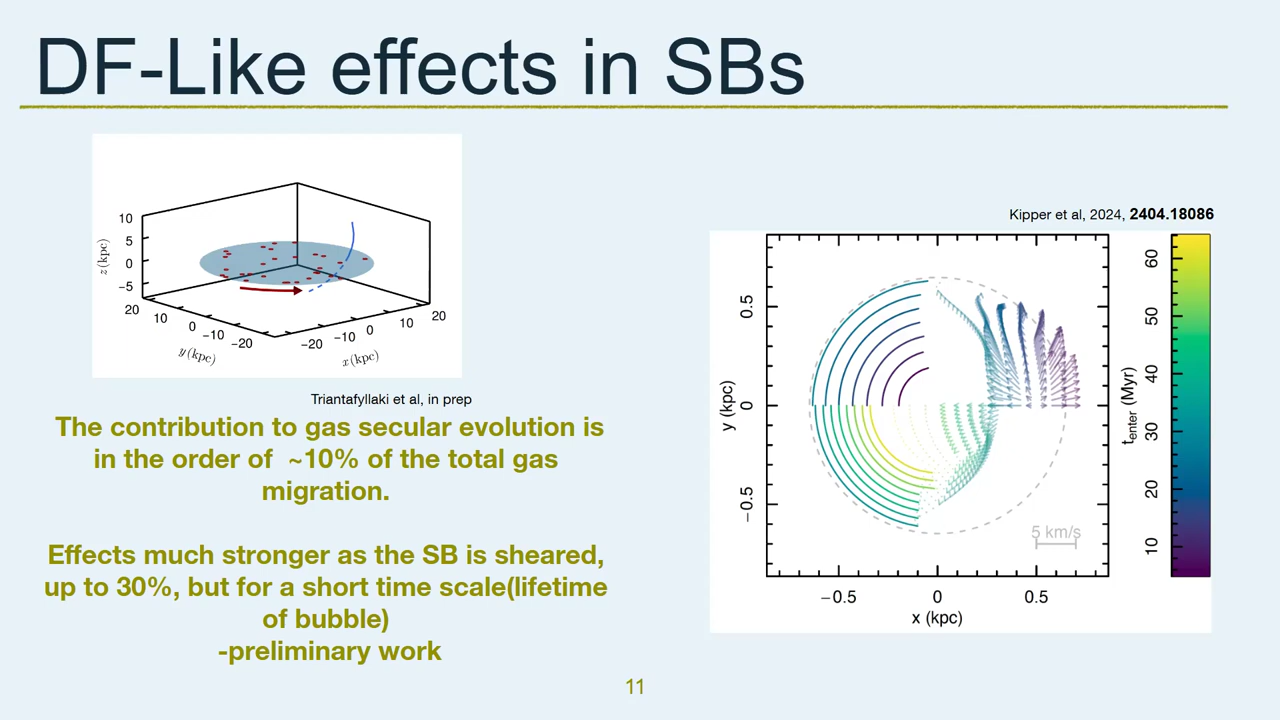 DF-Like effects in SBs
10
5
0
−5
z (kpc)
20
10
0
−10
−20
y (kpc)
−20
−10
0
10
20
x (kpc)
Triantafyllaki et al, in prep
The contribution to gas secular evolution is
in the order of ~10% of the total gas
migration.
Effects much stronger as the SB is sheared,
up to 30%, but for a short time scale(lifetime
of bubble)
-preliminary work
Kipper et al, 2024, 2404.18086
0.5
0
−0.5
y (kpc)
−0.5
0
0.5
x (kpc)
5 km/s
60
50
40
30
20
10
tenter (Myr)
11